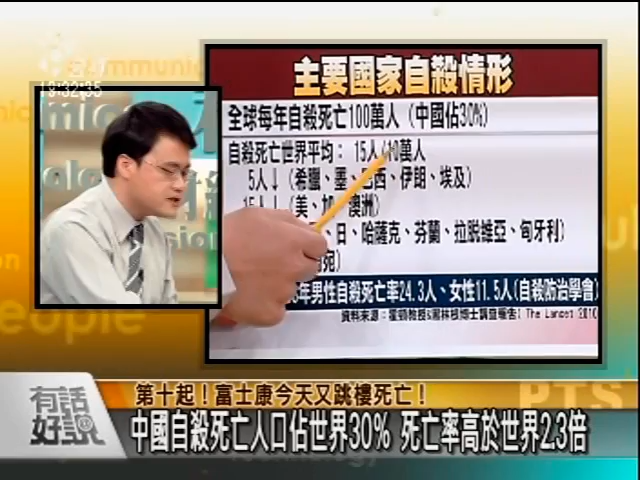 19:32:35
communic
主要國家自殺情形
全球每年自殺死亡100萬人（中國佔30%）
自殺死亡世界平均： 15人/10萬人
5人↓（希臘、墨、巴西、伊朗、埃及）
15人↓（美、加、澳洲）
、日、哈薩克、芬蘭、拉脫維亞、匈牙利）
年男性自殺死亡率24.3人、女性11.5人（自殺防治學會）
The Lancet 2010
people
PTS
有話好說
第十起！富士康今天又跳樓死亡！
中國自殺死亡人口佔世界30% 死亡率高於世界2.3倍